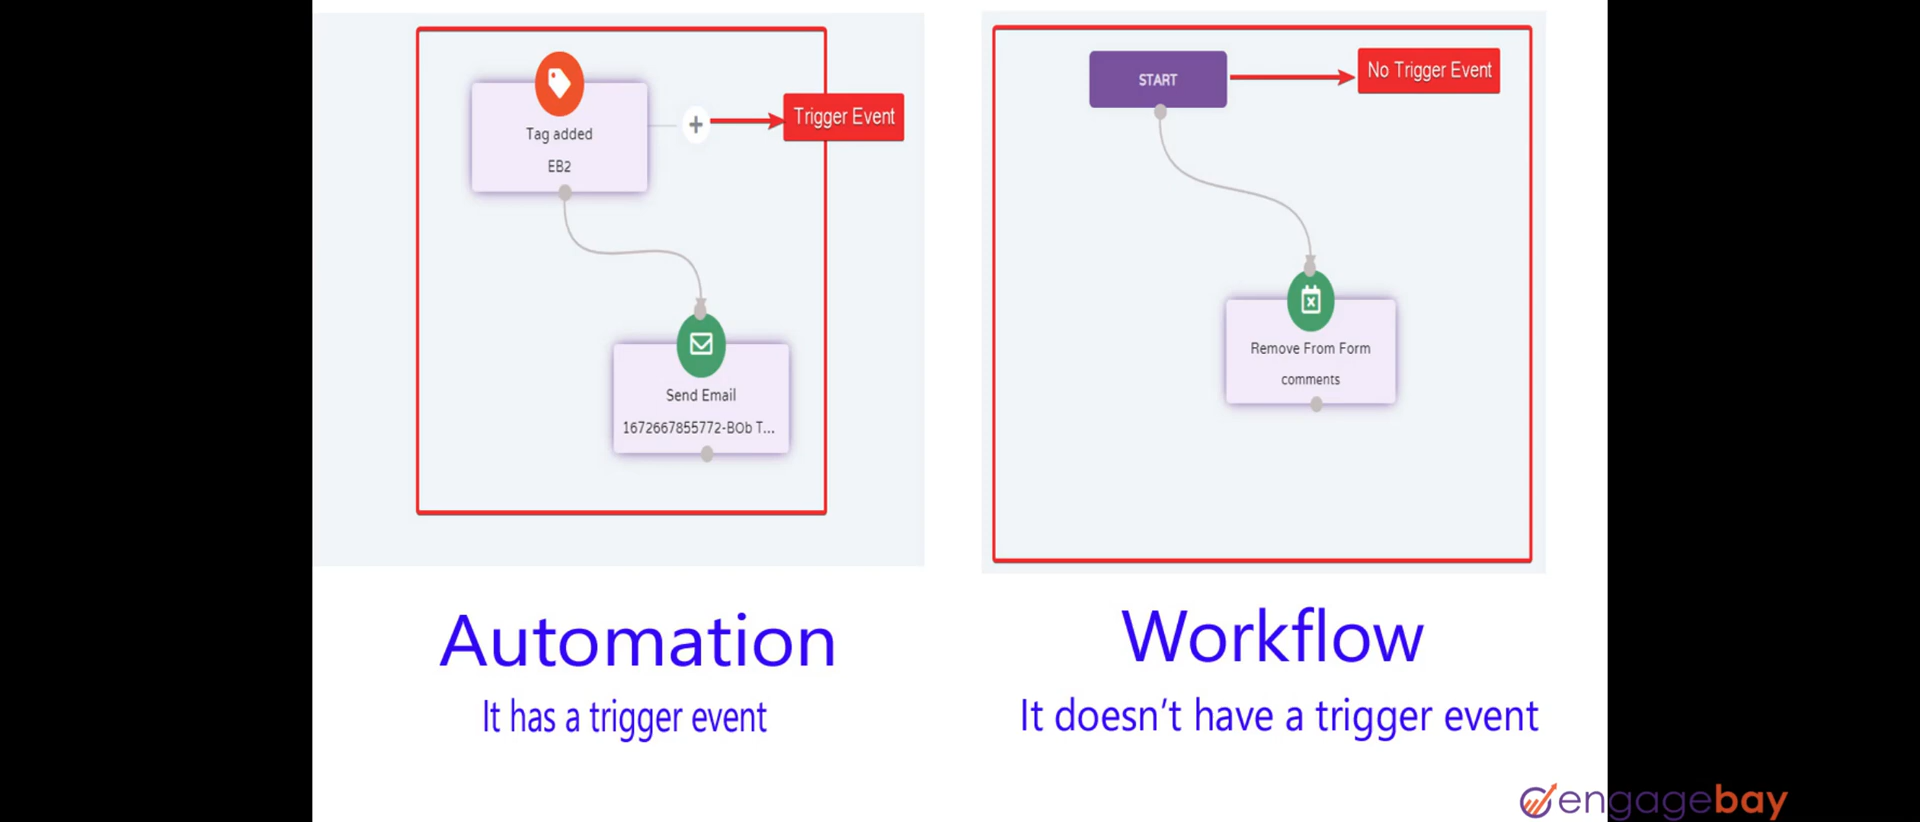 Tag added
EB2
Trigger Event
Send Email
1672667855772-BOb T...
Automation
It has a trigger event
START
No Trigger Event
Remove From Form
comments
Workflow
It doesn't have a trigger event
engagebay